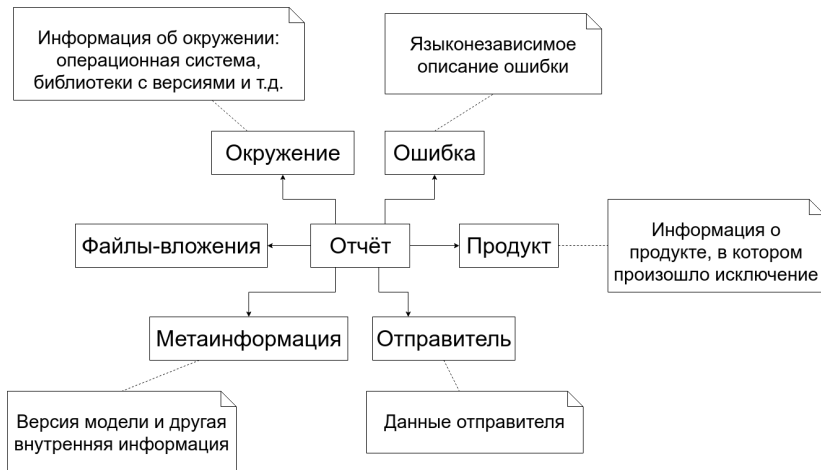 Информация об окружении:
операционная система,
библиотеки с версиями и т.д.
Языконезависимое
описание ошибки
Окружение
Ошибка
Файлы-вложения
Отчёт
Продукт
Информация о
продукте, в котором
произошло исключение
Метаинформация
Отправитель
Версия модели и другая
внутренняя информация
Данные отправителя